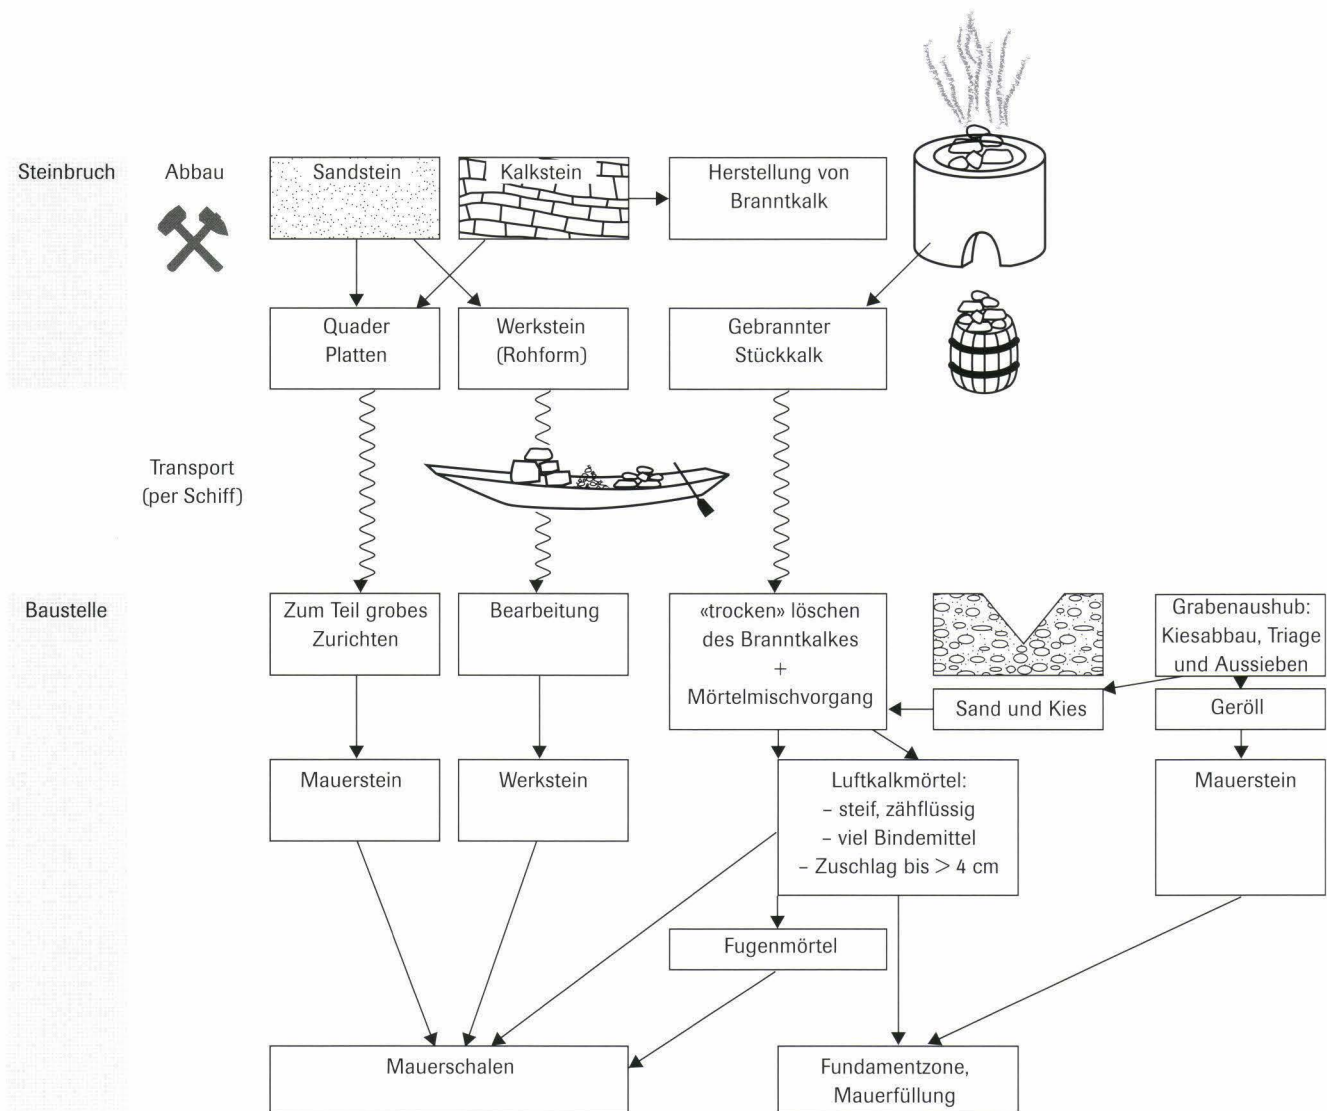 Steinbruch
Abbau
Sandstein
Kalkstein
Herstellung von
Branntkalk
Quader
Platten
Werkstein
(Rohform)
Gebrannter
Stückkalk
Transport
(per Schiff)
Baustelle
Zum Teil grobes
Zurichten
Bearbeitung
«trocken» löschen
des Branntkalkes
+
Mörtelmischvorgang
Grabenaushub:
Kiesabbau, Triage
und Aussieben
Sand und Kies
Geröll
Mauerstein
Werkstein
Luftkalkmörtel:
– steif, zähflüssig
– viel Bindemittel
– Zuschlag bis > 4 cm
Mauerstein
Fugenmörtel
Mauerschalen
Fundamentzone,
Mauerfüllung